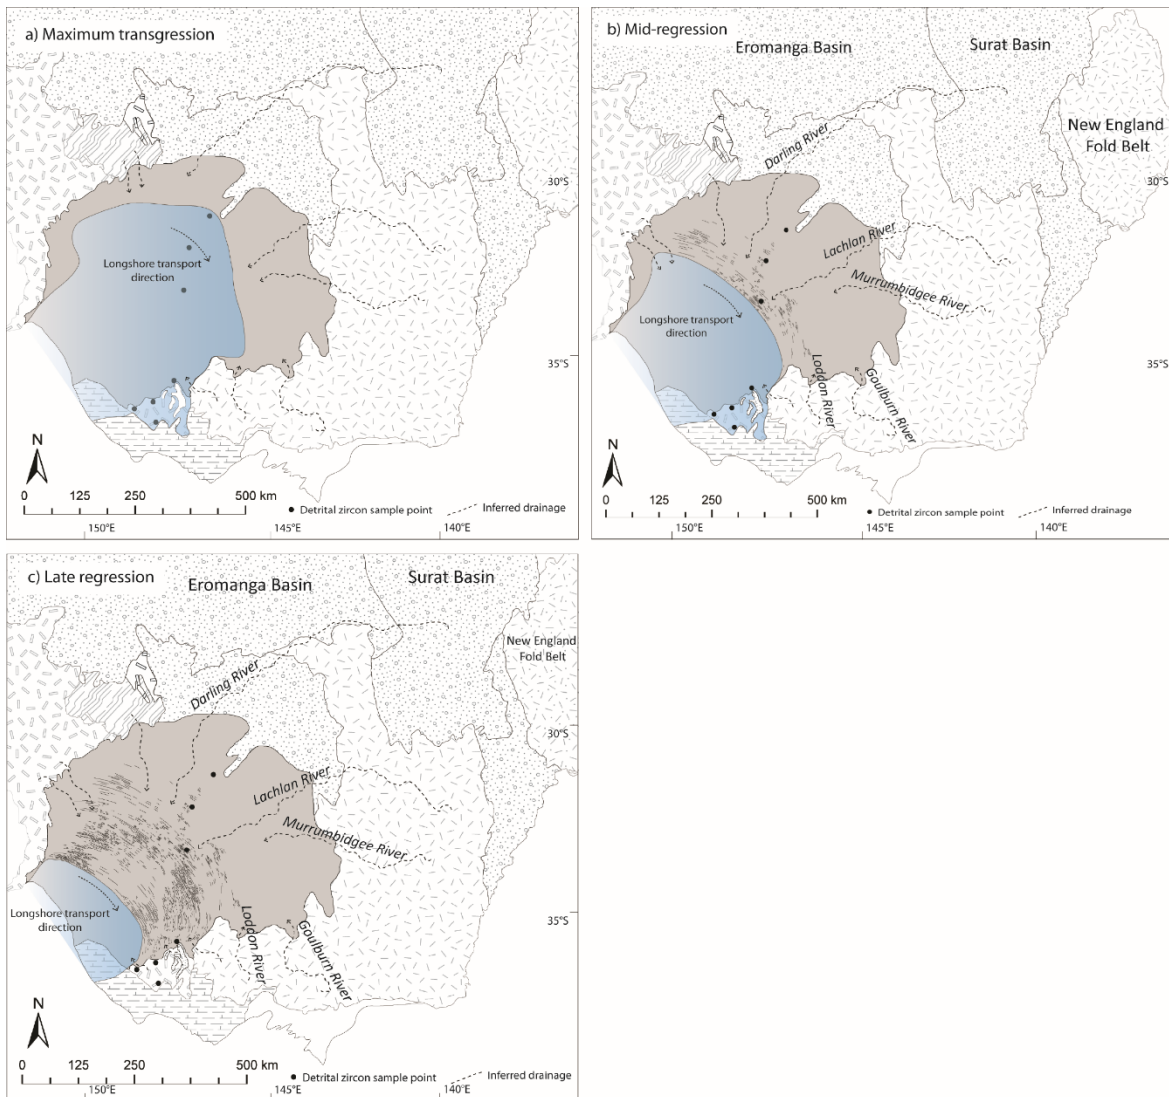 a) Maximum transgression
30°S
Longshore transport
direction
35°S
N
0 125 250 500 km
Detrital zircon sample point
Inferred drainage
150°E
145°E
140°E
b) Mid-regression
Eromanga Basin
Surat Basin
New England
Fold Belt
Darling River
30°S
Lachlan River
Murrumbidgee River
Longshore transport
direction
35°S
Loddon River
Goulburn River
N
0 125 250 500 km
Detrital zircon sample point
Inferred drainage
150°E
145°E
140°E
c) Late regression
Eromanga Basin
Surat Basin
New England
Fold Belt
Darling River
30°S
Lachlan River
Murrumbidgee River
Longshore transport
direction
35°S
Loddon River
Goulburn River
N
0 125 250 500 km
Detrital zircon sample point
Inferred drainage
150°E
145°E
140°E